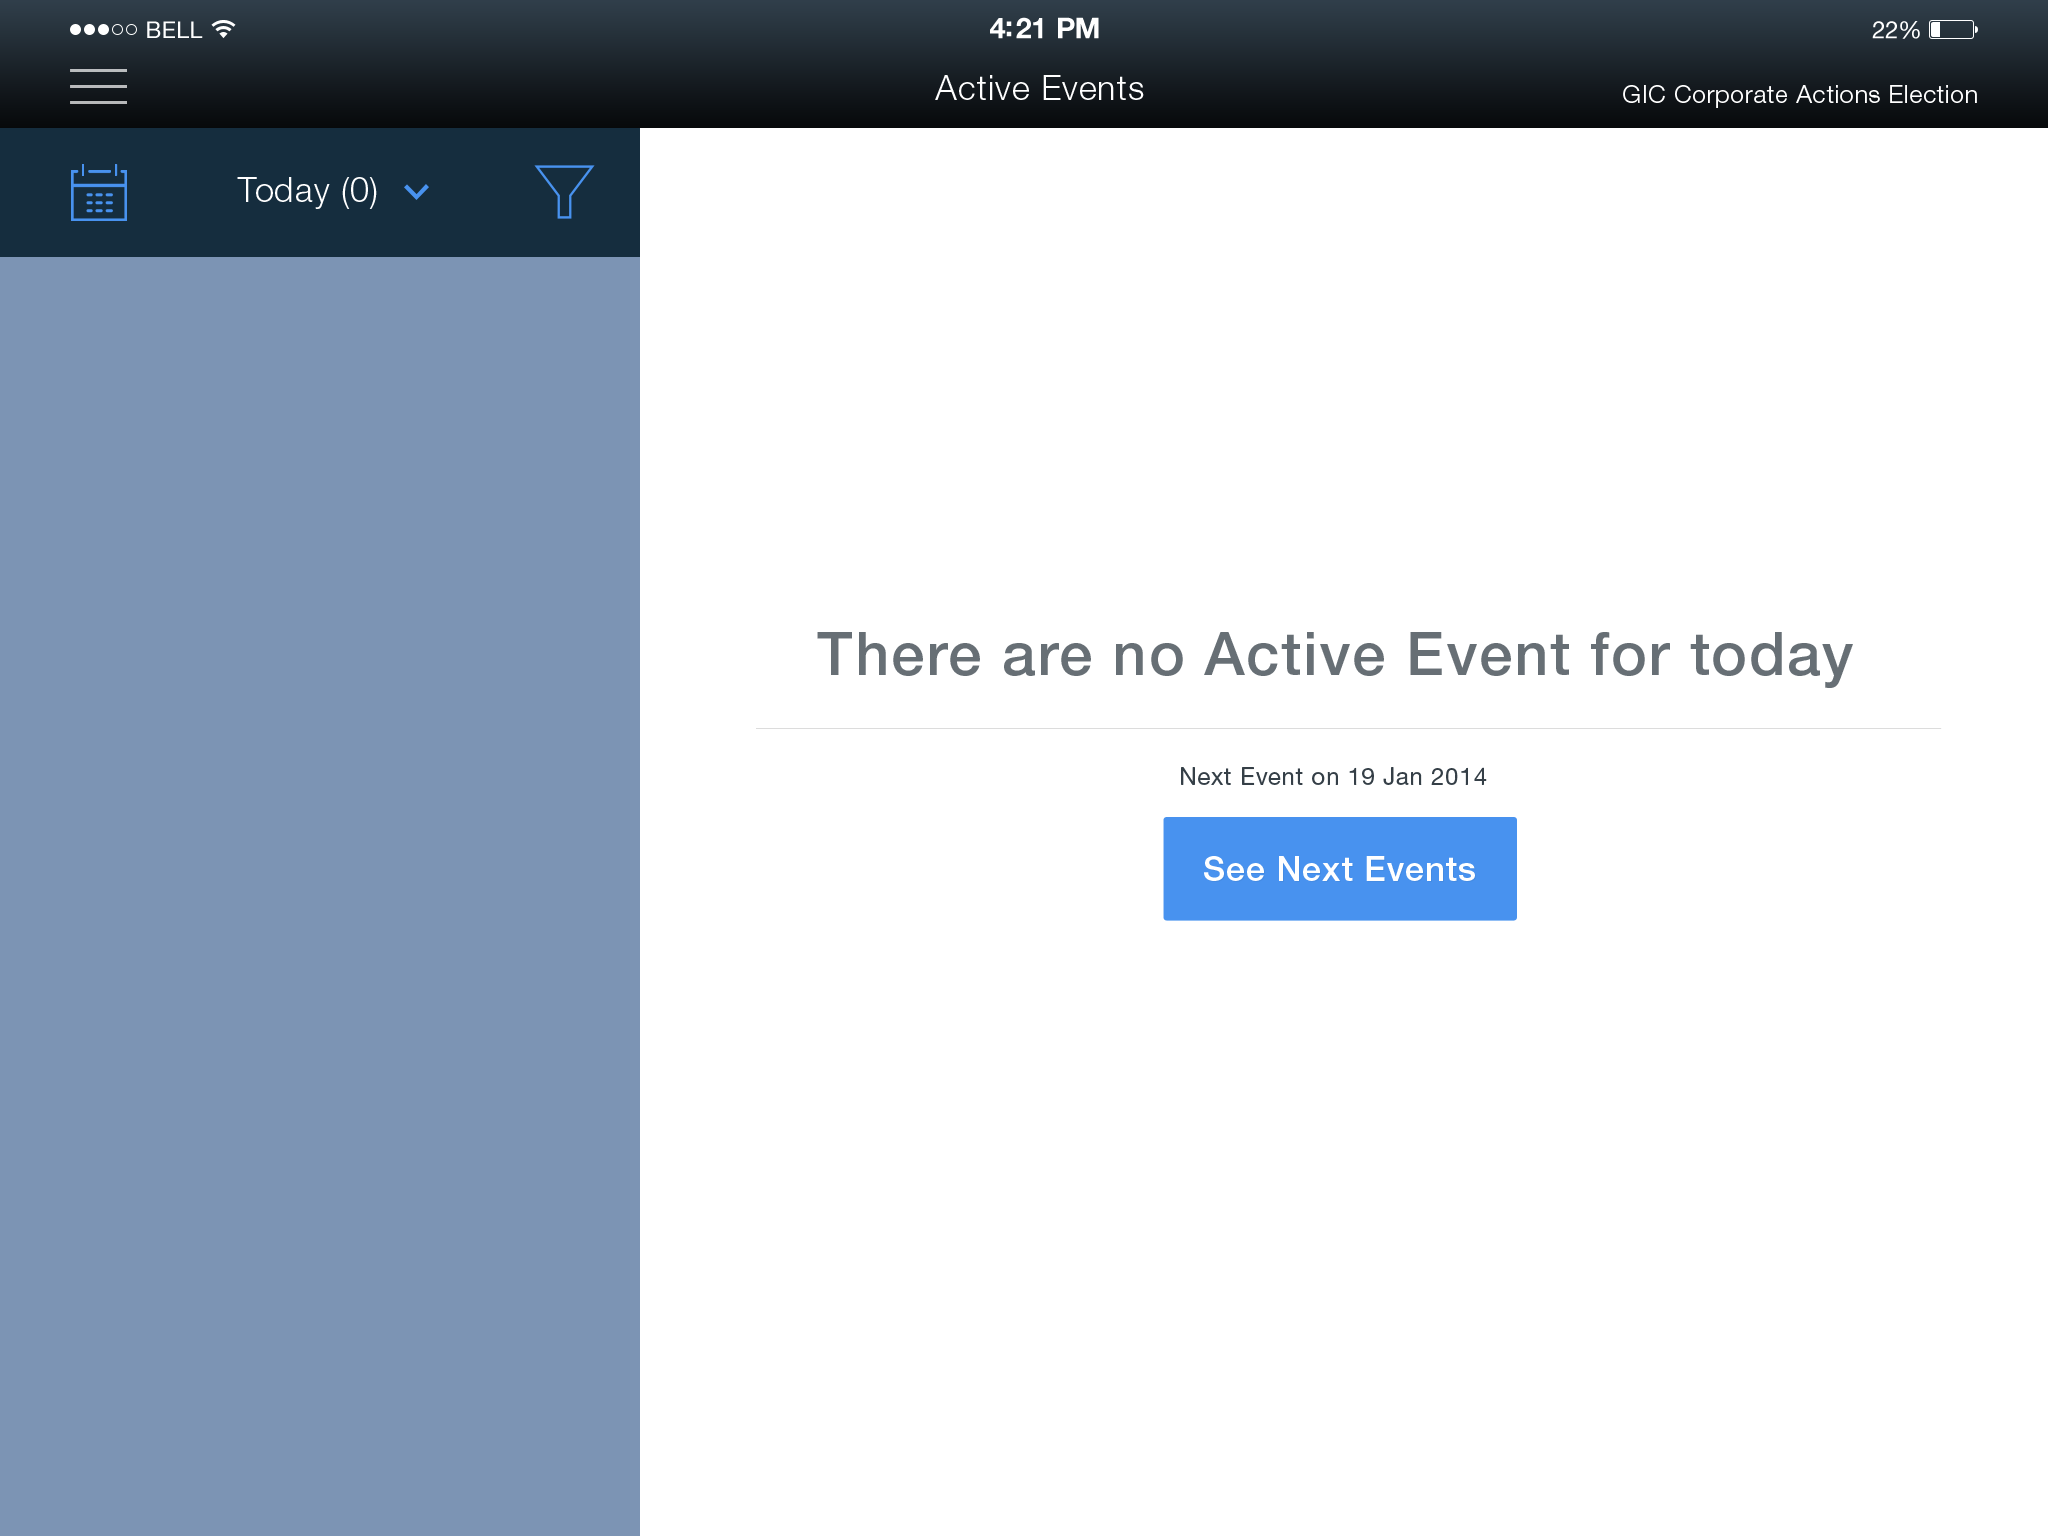 BELL
4:21 PM
22%
Active Events
GIC Corporate Actions Election
Today (0)
There are no Active Event for today
Next Event on 19 Jan 2014
See Next Events